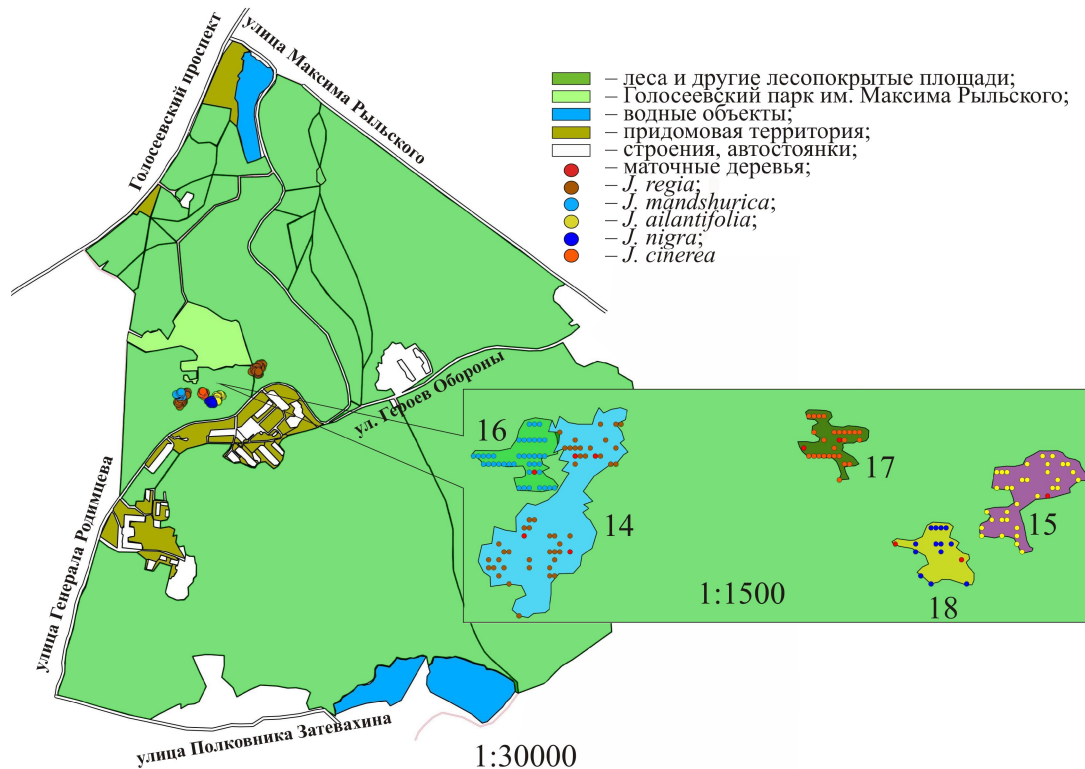 улица Максима Рыльского
Голосеевский проспект
– леса и другие лесопокрытые площади;
– Голосеевский парк им. Максима Рыльского;
– водные объекты;
– придомовая территория;
– строения, автостоянки;
– маточные деревья;
– J. regia;
– J. mandshurica;
– J. ailantifolia;
– J. nigra;
– J. cinerea
ул. Героев Обороны
16
17
14
15
18
1:1500
улица Генерала Родимцева
улица Полковника Затевахина
1:30000